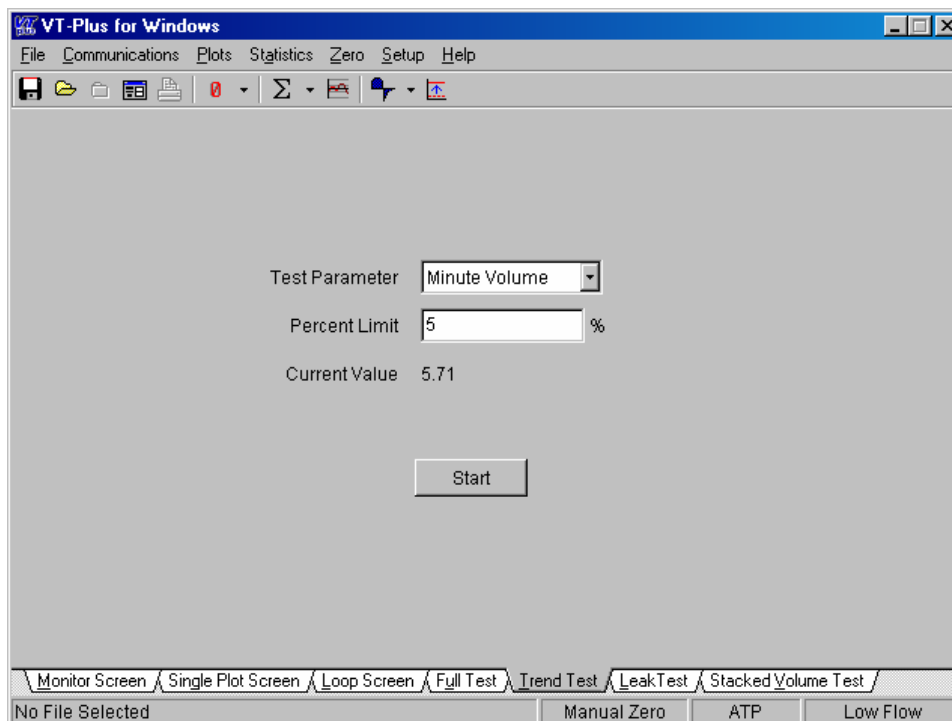 VT-Plus for Windows
File Communications Plots Statistics Zero Setup Help
Test Parameter Minute Volume
Percent Limit 5 %
Current Value 5.71
Start
Monitor Screen Single Plot Screen Loop Screen Full Test Trend Test LeakTest Stacked Volume Test
No File Selected Manual Zero ATP Low Flow